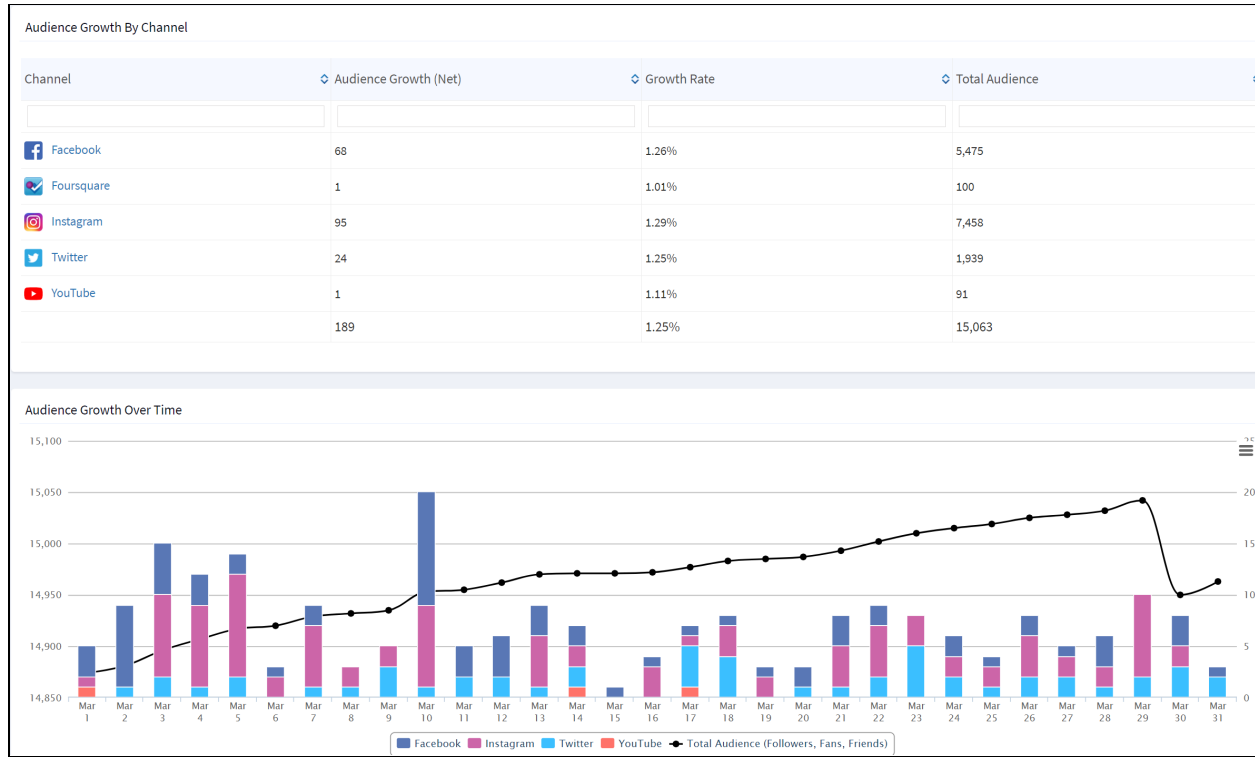 Audience Growth By Channel
Channel Audience Growth (Net) Growth Rate Total Audience
Facebook 68 1.26% 5,475
Foursquare 1 1.01% 100
Instagram 95 1.29% 7,458
Twitter 24 1.25% 1,939
YouTube 1 1.11% 91
189 1.25% 15,063
Audience Growth Over Time
15,100 25
15,050 20
15,000 15
14,950 10
14,900 5
14,850 0
Mar Mar Mar Mar Mar Mar Mar Mar Mar Mar Mar Mar Mar Mar Mar Mar Mar Mar Mar Mar Mar Mar Mar Mar Mar Mar Mar Mar Mar Mar Mar
1 2 3 4 5 6 7 8 9 10 11 12 13 14 15 16 17 18 19 20 21 22 23 24 25 26 27 28 29 30 31
Facebook Instagram Twitter YouTube Total Audience (Followers, Fans, Friends)